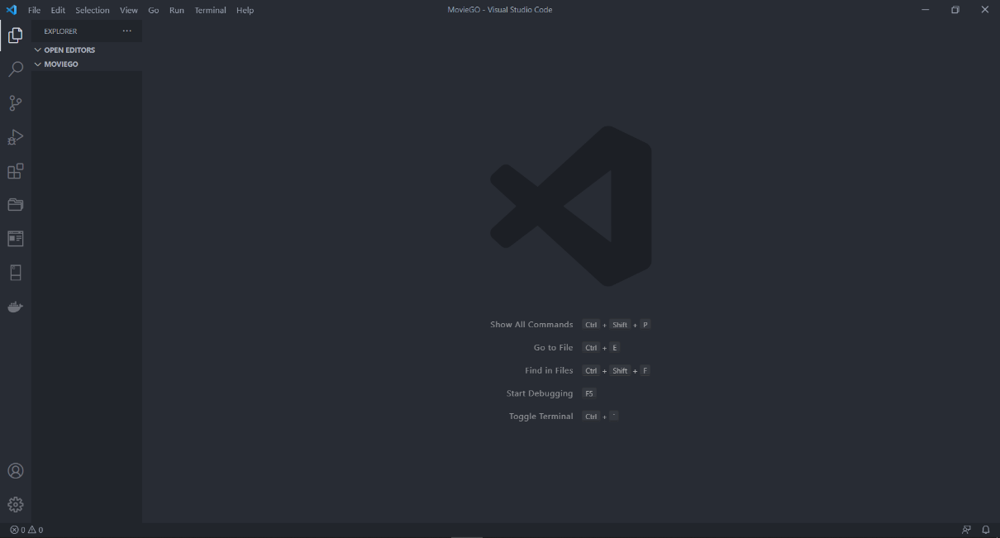 File Edit Selection View Go Run Terminal Help MovieGO - Visual Studio Code
EXPLORER ...
OPEN EDITORS
MOVIEGO
Show All Commands Ctrl + Shift + P
Go to File Ctrl + E
Find in Files Ctrl + Shift + F
Start Debugging F5
Toggle Terminal Ctrl + `
0 0